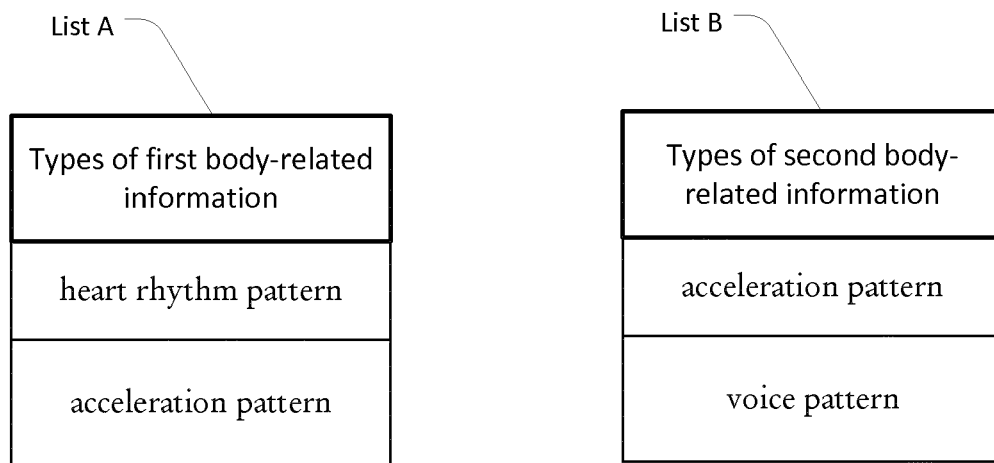 List A
List B
Types of first body-related
information
heart rhythm pattern
acceleration pattern
Types of second body-
related information
acceleration pattern
voice pattern